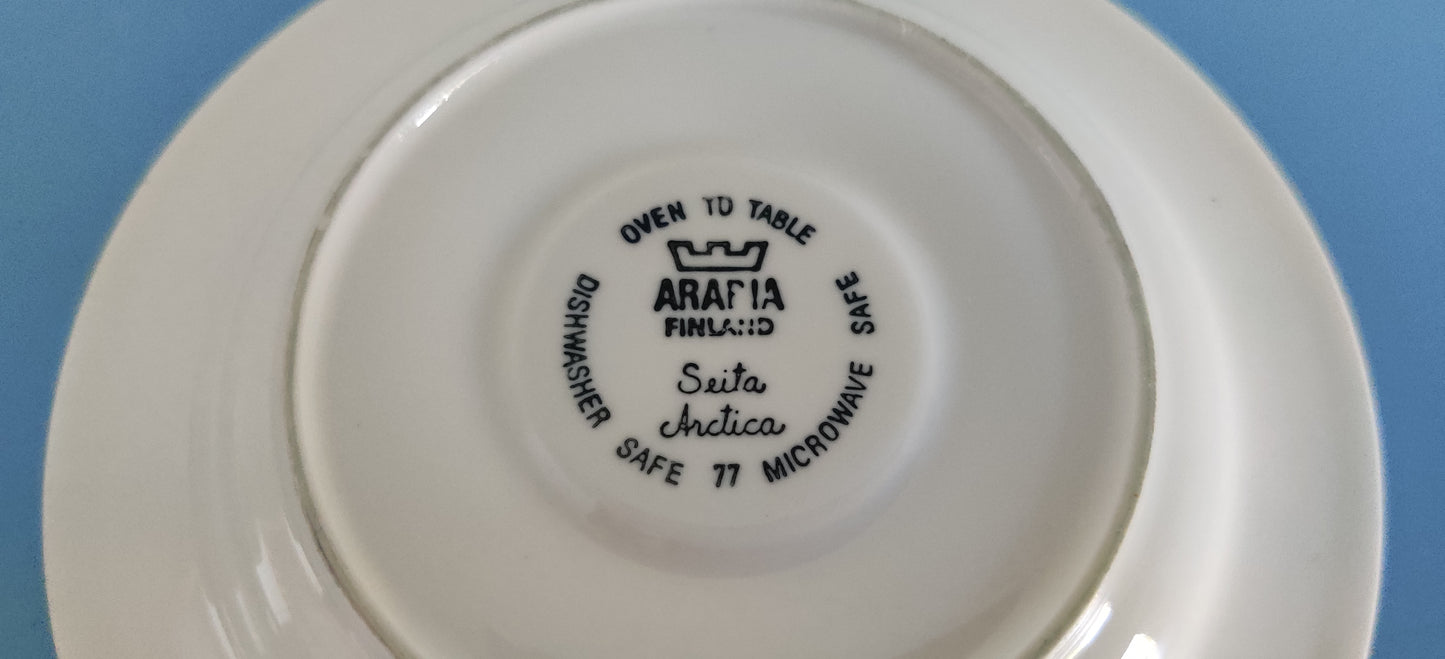 OVEN TO TABLE
ARABIA
FINLAND
Seita
Arctica
DISHWASHER SAFE 77 MICROWAVE SAFE